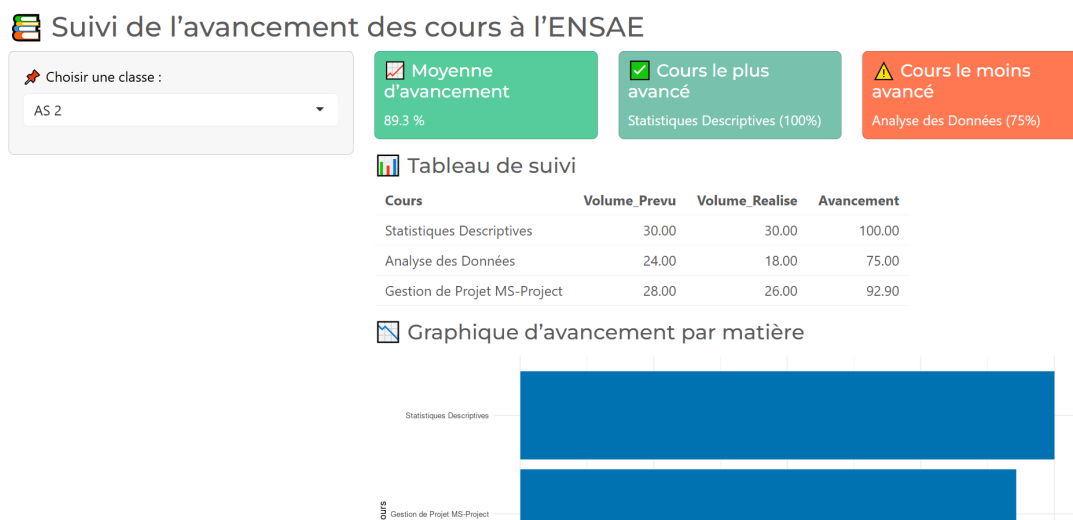 Suivi de l’avancement des cours à l’ENSAE
Choisir une classe :
AS 2
Moyenne
d’avancement
89.3 %
Cours le plus
avancé
Statistiques Descriptives (100%)
Cours le moins
avancé
Analyse des Données (75%)
Tableau de suivi
Cours Volume_Prevu Volume_Realise Avancement
Statistiques Descriptives 30.00 30.00 100.00
Analyse des Données 24.00 18.00 75.00
Gestion de Projet MS-Project 28.00 26.00 92.90
Graphique d’avancement par matière
Statistiques Descriptives
Gestion de Projet MS-Project